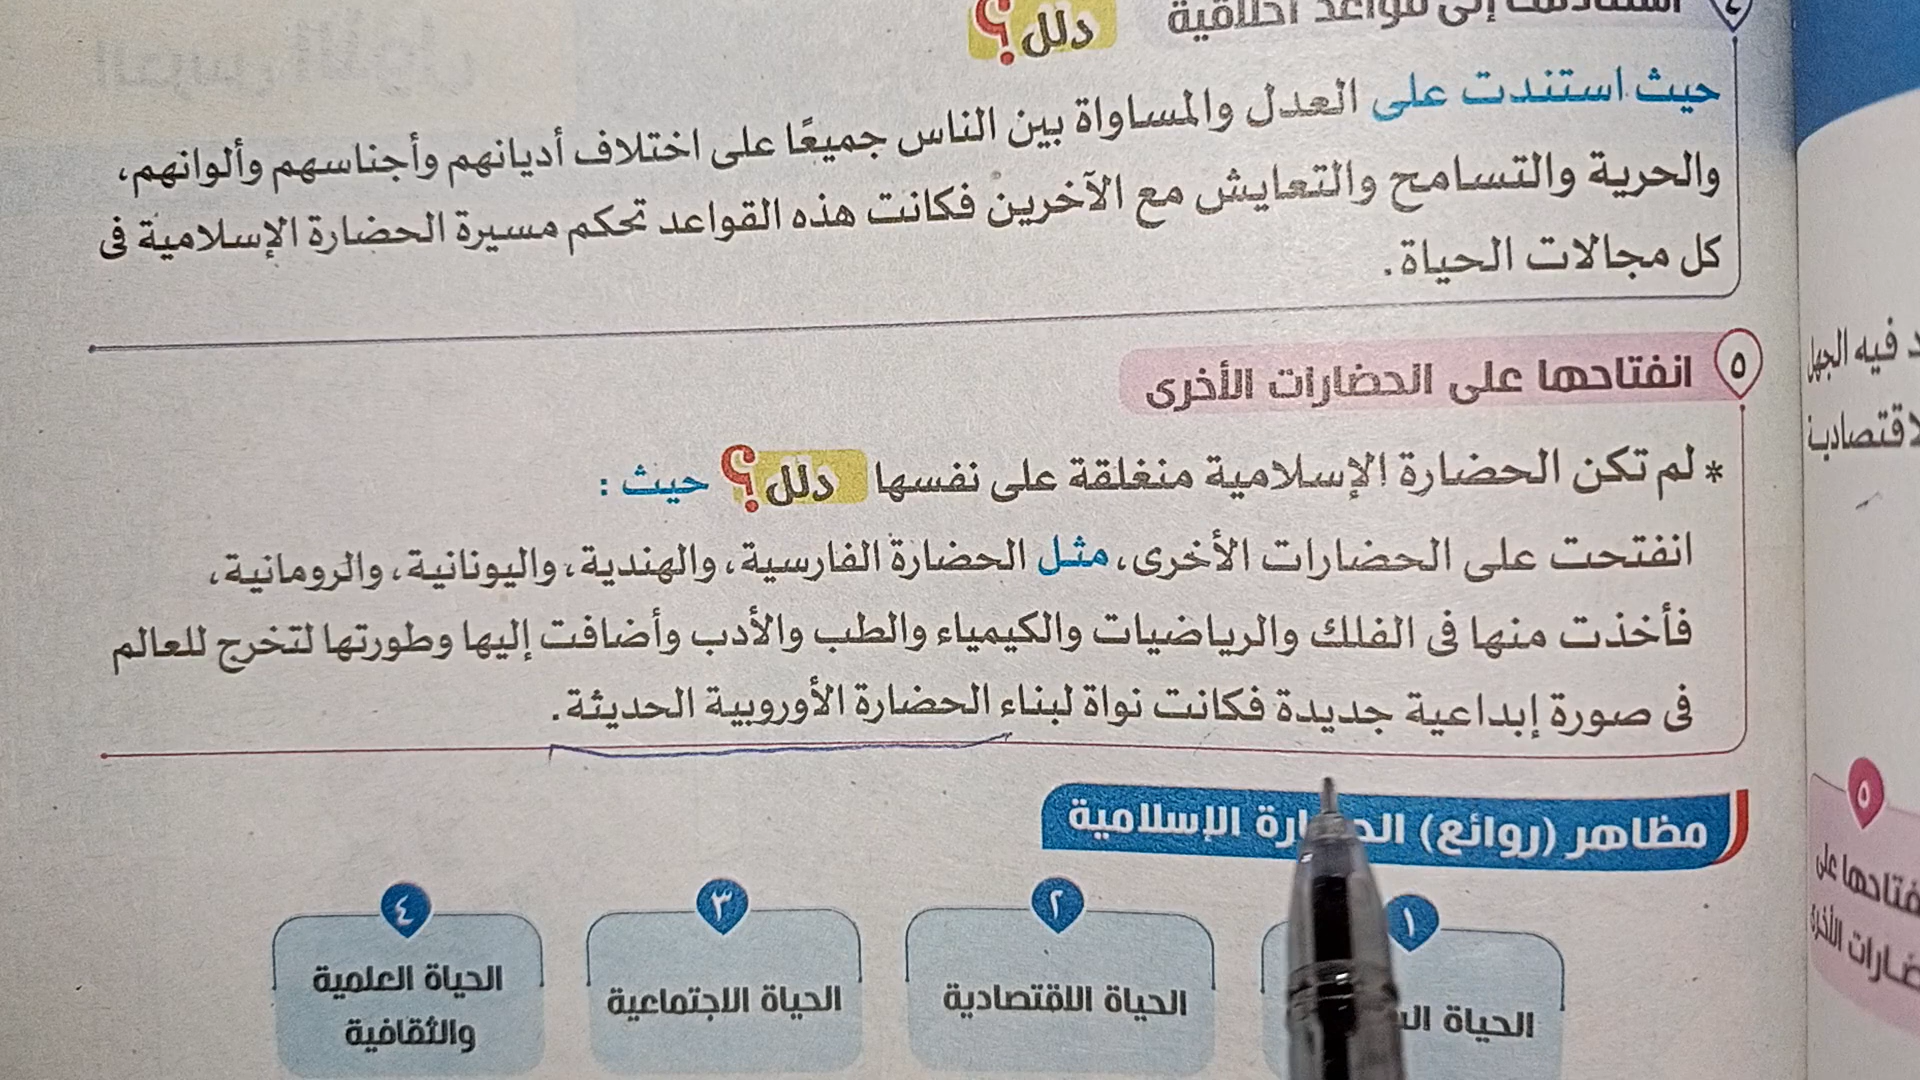 ٤ استنادها إلى قواعد أخلاقية دلل؟
حيث استندت على العدل والمساواة بين الناس جميعًا على اختلاف أديانهم وأجناسهم وألوانهم،
والحرية والتسامح والتعايش مع الآخرين فكانت هذه القواعد تحكم مسيرة الحضارة الإسلامية فى
كل مجالات الحياة.
٥ انفتاحها على الحضارات الأخرى
* لم تكن الحضارة الإسلامية منغلقة على نفسها دلل؟ حيث :
انفتحت على الحضارات الأخرى، مثل الحضارة الفارسية، والهندية، واليونانية، والرومانية،
فأخذت منها فى الفلك والرياضيات والكيمياء والطب والأدب وأضافت إليها وطورتها لتخرج للعالم
فى صورة إبداعية جديدة فكانت نواة لبناء الحضارة الأوروبية الحديثة.
مظاهر (روائع) الحضارة الإسلامية
١
الحياة
٢
الحياة الاقتصادية
٣
الحياة الاجتماعية
٤
الحياة العلمية
والثقافية
فيه الجهل
٥